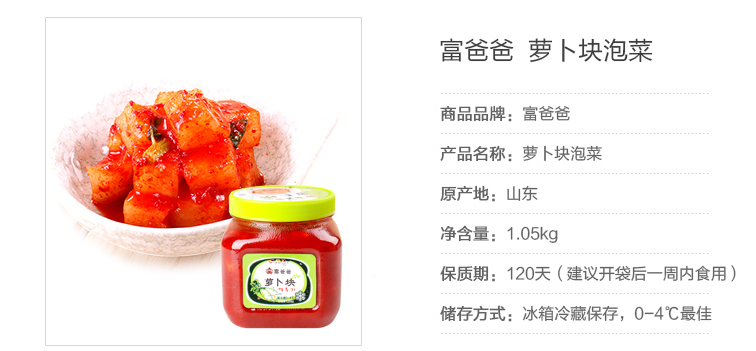 富爸爸 萝卜块泡菜
商品品牌：富爸爸
产品名称：萝卜块泡菜
原产地：山东
净含量：1.05kg
保质期：120天（建议开袋后一周内食用）
储存方式：冰箱冷藏保存，0-4℃最佳
富爸爸
萝卜块